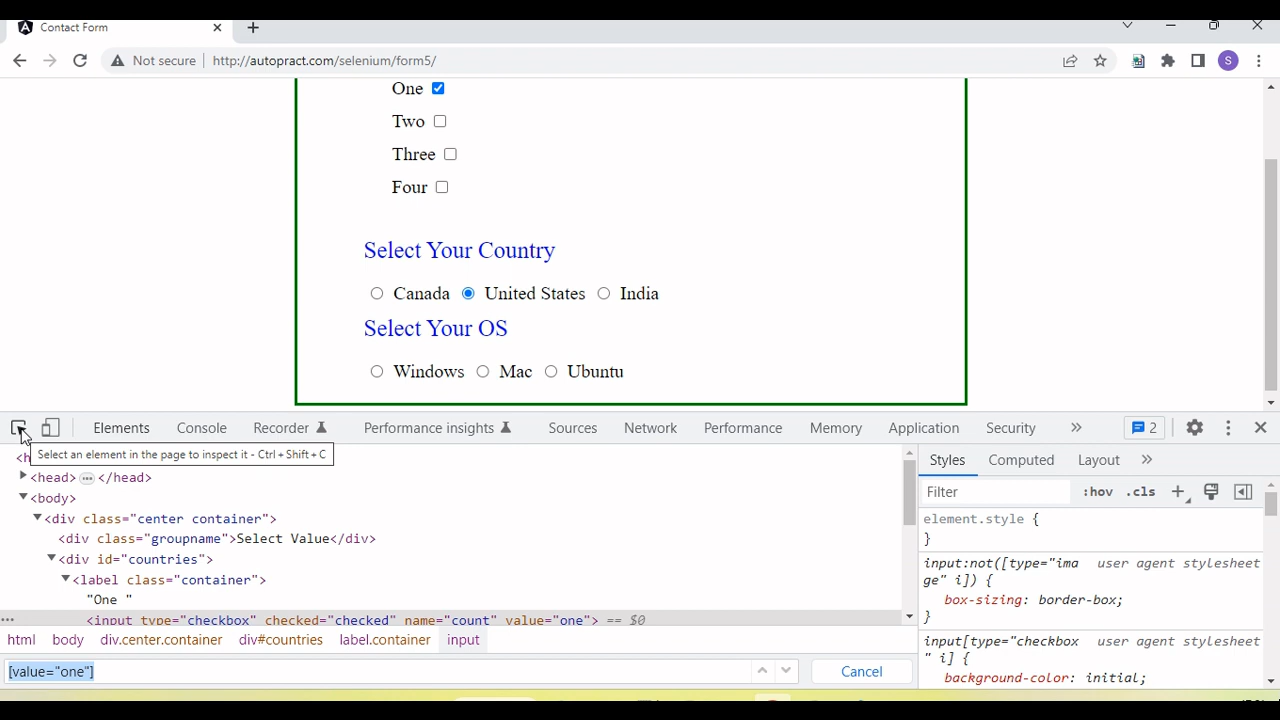 Contact Form
Not secure http://autopract.com/selenium/form5/ S
One
Two
Three
Four
Select Your Country
Canada United States India
Select Your OS
Windows Mac Ubuntu
Elements Console Recorder Performance insights Sources Network Performance Memory Application Security 2
Select an element in the page to inspect it - Ctrl + Shift + C
<head> … </head>
<body>
<div class="center container">
<div class="groupname">Select Value</div>
<div id="countries">
<label class="container">
"One "
<input type="checkbox" checked="checked" name="count" value="one"> == $0
html body div.center.container div#countries label.container input
[value="one"] Cancel
Styles Computed Layout
Filter :hov .cls
element.style {
}
input:not([type="ima user agent stylesheet
ge" i]) {
box-sizing: border-box;
}
input[type="checkbox user agent stylesheet
" i] {
background-color: initial;